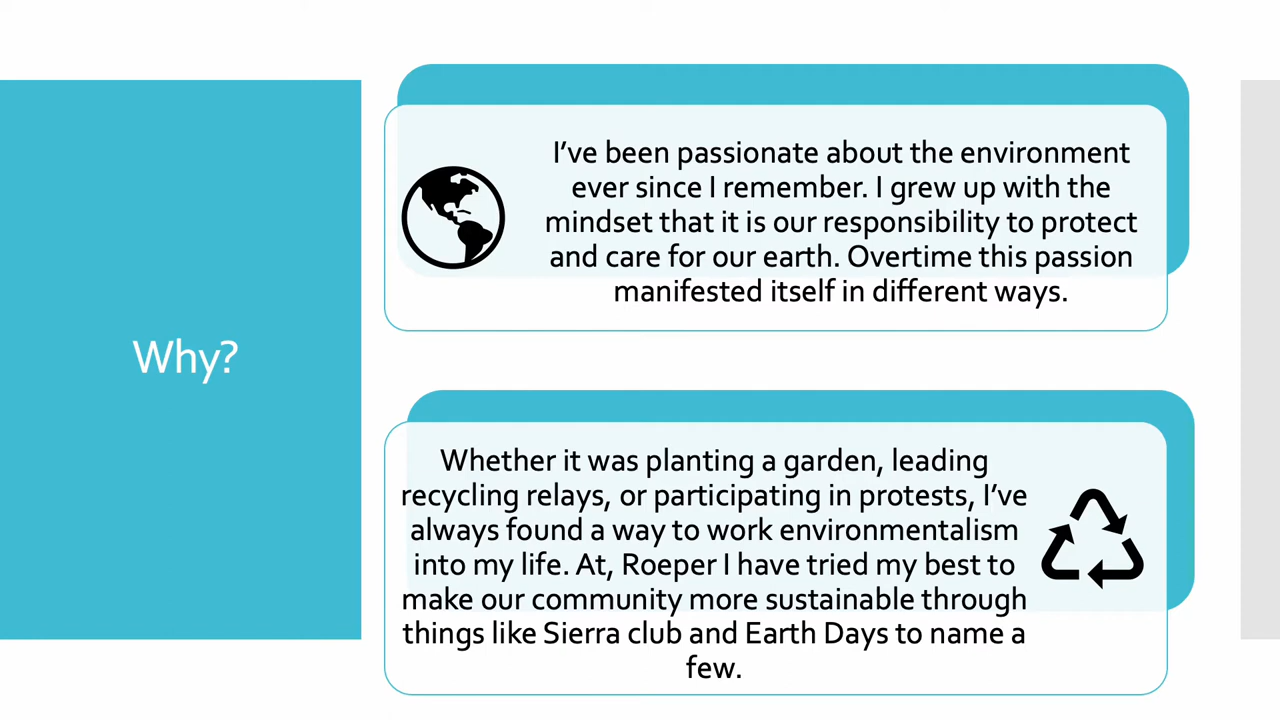 Why?
I’ve been passionate about the environment
ever since I remember. I grew up with the
mindset that it is our responsibility to protect
and care for our earth. Overtime this passion
manifested itself in different ways.
Whether it was planting a garden, leading
recycling relays, or participating in protests, I’ve
always found a way to work environmentalism
into my life. At, Roeper I have tried my best to
make our community more sustainable through
things like Sierra club and Earth Days to name a
few.